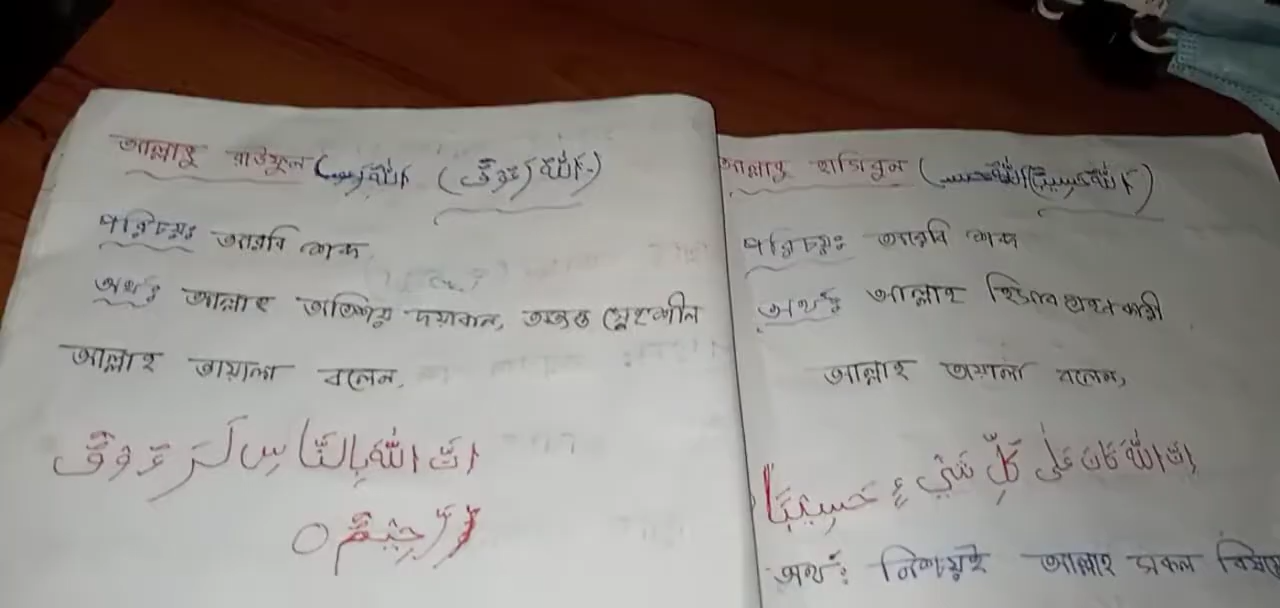 আল্লাহু রাউফুন (اَللّٰهُ رَءُوْفٌ)
পরিচয়ঃ আরবি শব্দ
অর্থঃ আল্লাহ অতিশয় দয়াবান, অত্যন্ত স্নেহশীল
আল্লাহ তায়ালা বলেন,
اِنَّ اللّٰهَ بِالنَّاسِ لَرَءُوْفٌ
رَّحِيْمٌ ○
আল্লাহু হাসিবুন (اَللّٰهُ حَسِيْبٌ)
পরিচয়ঃ আরবি শব্দ
অর্থঃ আল্লাহ হিসাব গ্রহণকারী
আল্লাহ তায়ালা বলেন,
اِنَّ اللّٰهَ كَانَ عَلٰى كُلِّ شَيْءٍ حَسِيْبًا
অর্থ: নিশ্চয়ই আল্লাহ সকল